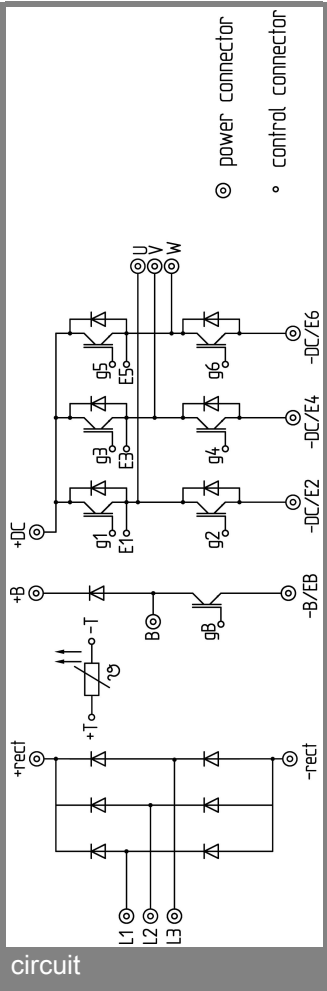 power connector
control connector
U
V
W
+DC
g1
E1
g3
E3
g5
E5
g2
g4
g6
-DC/E2
-DC/E4
-DC/E6
+B
B
gB
-B/EB
+T
-T
ϑ
+rect
-rect
L1
L2
L3
circuit